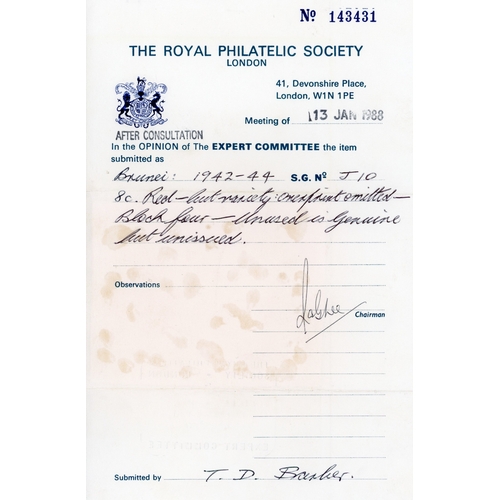 Nº 143431
THE ROYAL PHILATELIC SOCIETY
LONDON
41, Devonshire Place,
London, W1N 1PE
Meeting of 13 JAN 1988
AFTER CONSULTATION
In the OPINION of The EXPERT COMMITTEE the item
submitted as
Brunei: 1942-44 S.G. Nº J10
8c. Red - but variety: overprint omitted -
Block four - Unused is genuine
but unissued.
Observations
Chairman
Submitted by T. D. Barber.